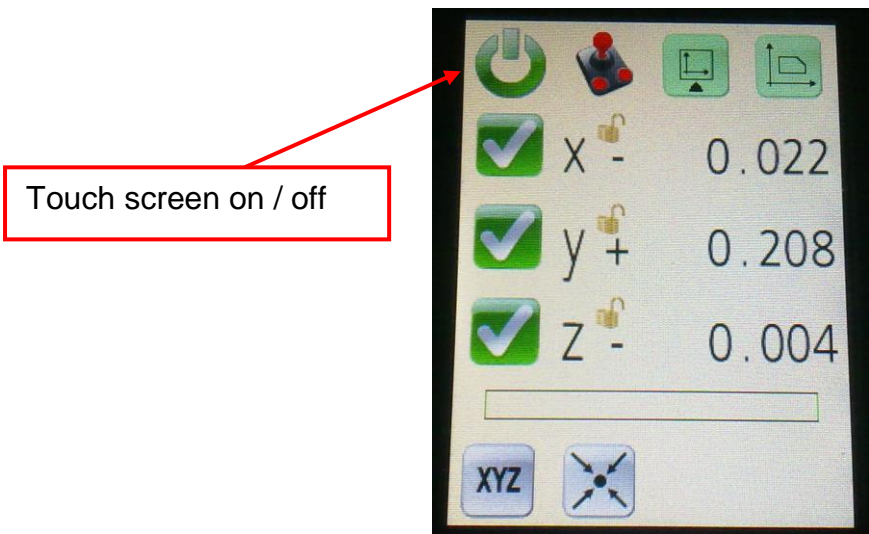 Touch screen on / off
X - 0.022
y + 0.208
Z - 0.004
XYZ